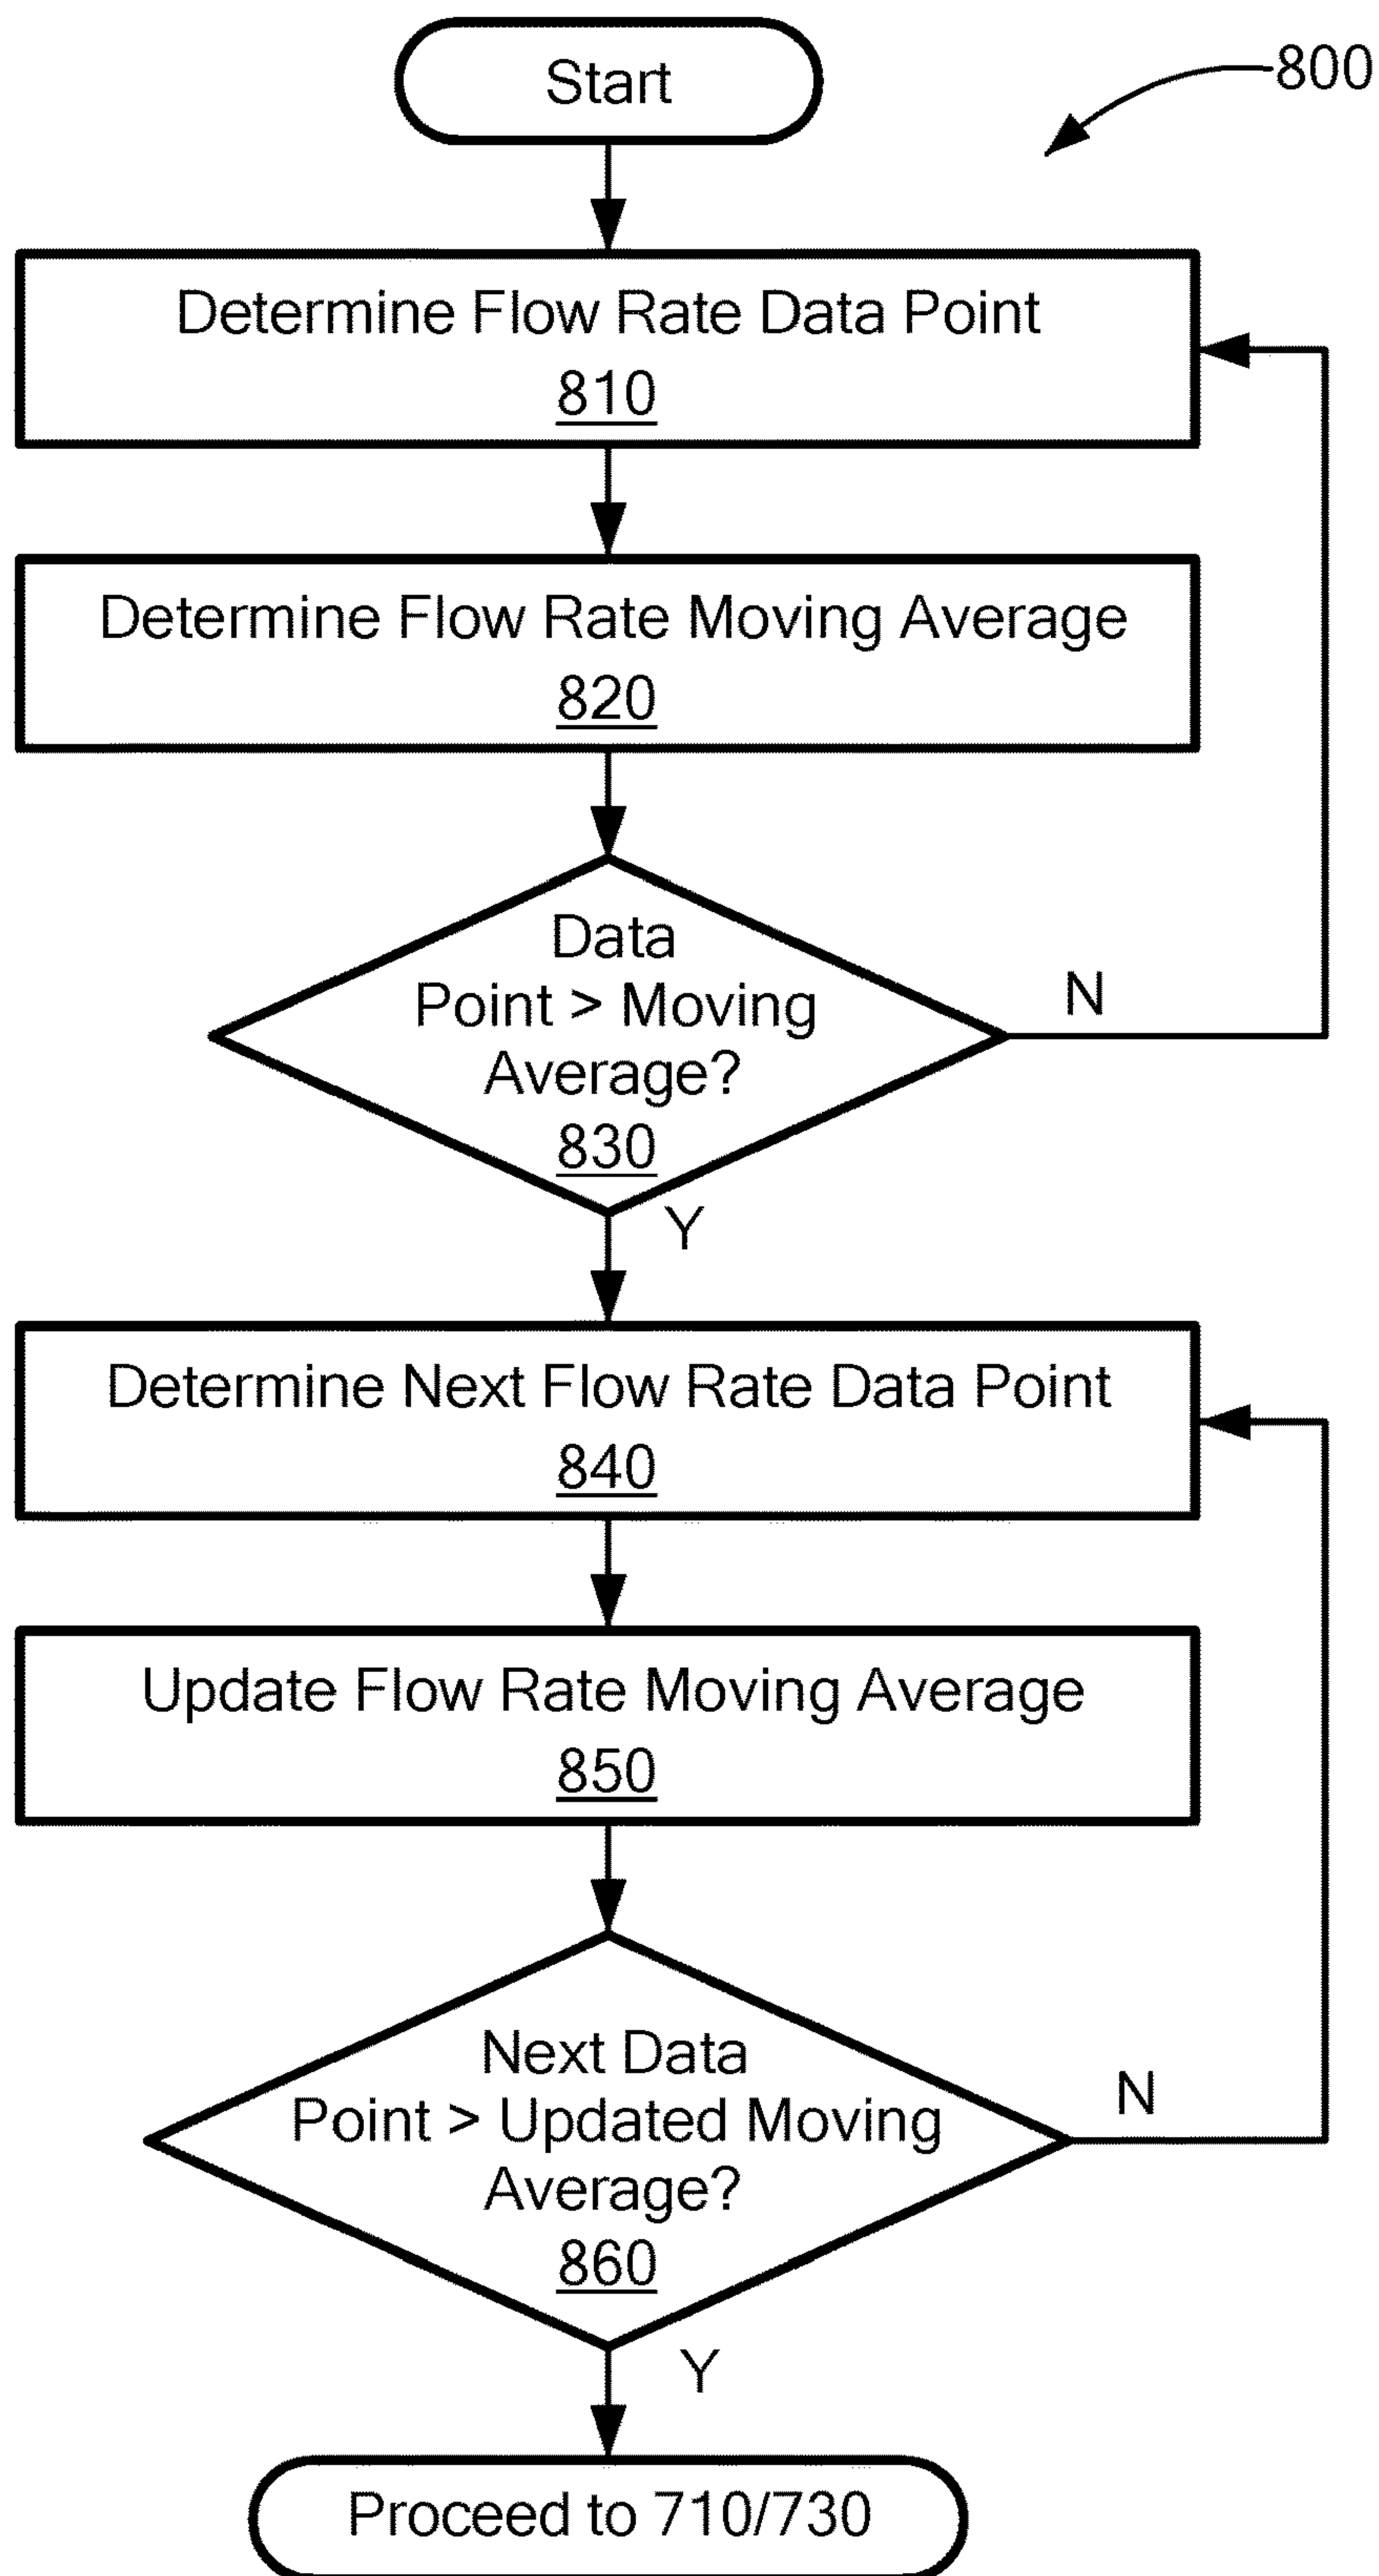 Start
800
Determine Flow Rate Data Point
810
Determine Flow Rate Moving Average
820
Data
Point > Moving
Average?
830
N
Y
Determine Next Flow Rate Data Point
840
Update Flow Rate Moving Average
850
Next Data
Point > Updated Moving
Average?
860
N
Y
Proceed to 710/730